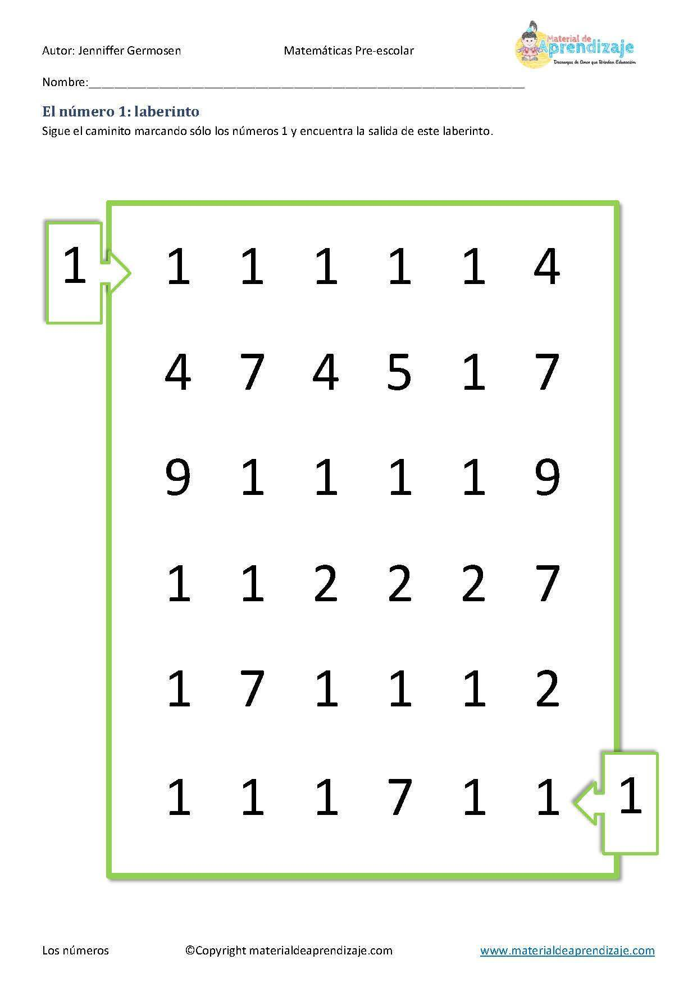 Autor: Jenniffer Germosen Matemáticas Pre-escolar
Material de
Aprendizaje
Descargas de Amor que Brindan Educación
Nombre:
El número 1: laberinto
Sigue el caminito marcando sólo los números 1 y encuentra la salida de este laberinto.
1 1 1 1 1 1 4
4 7 4 5 1 7
9 1 1 1 1 9
1 1 2 2 2 7
1 7 1 1 1 2
1 1 1 7 1 1 1
Los números ©Copyright materialdeaprendizaje.com www.materialdeaprendizaje.com